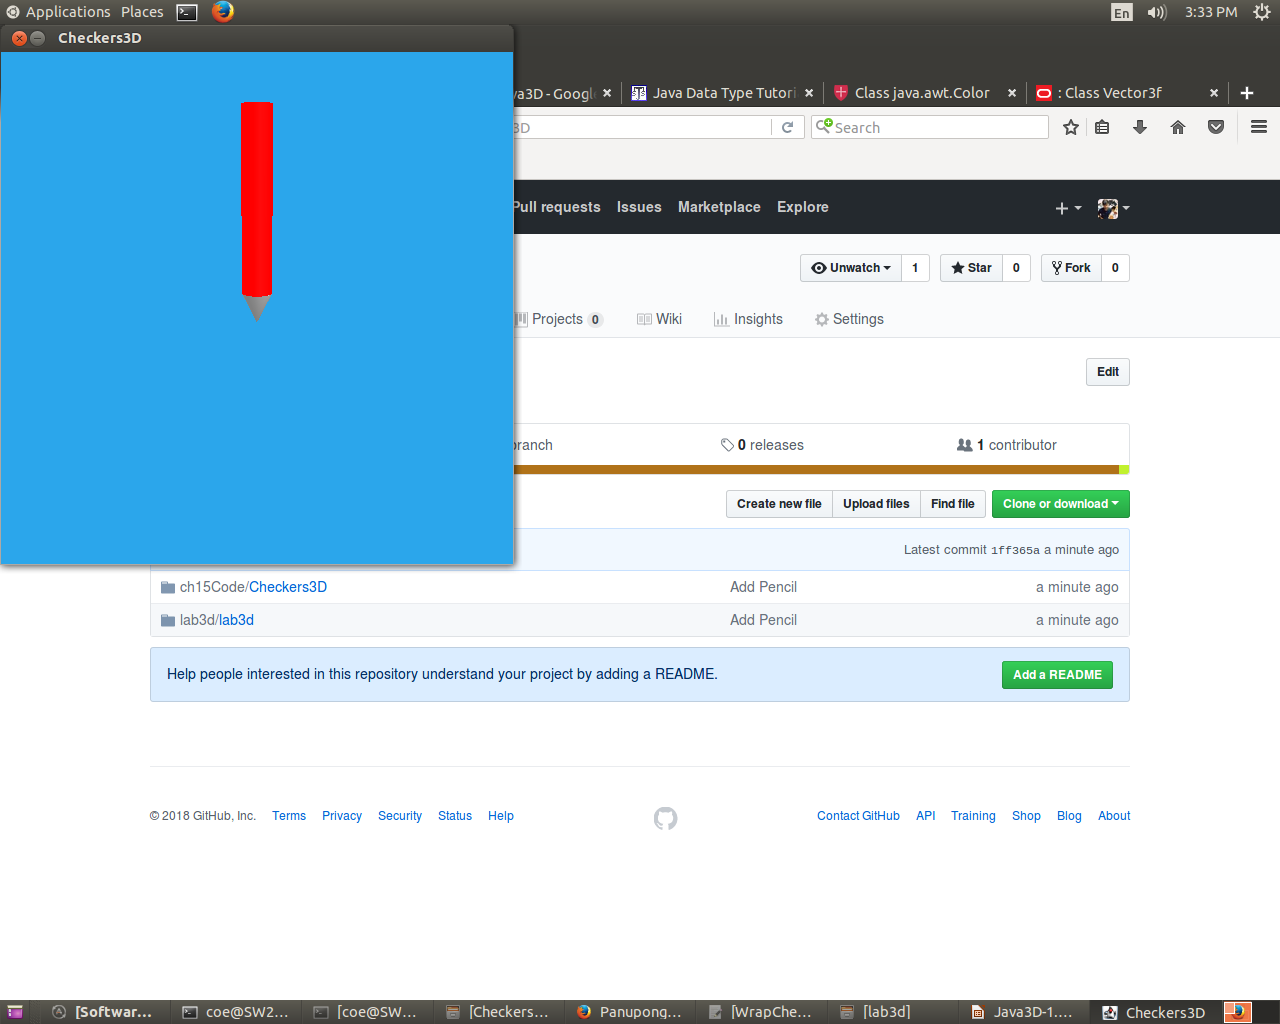 Applications Places
En 3:33 PM
Checkers3D
va3D - Googl
Java Data Type Tutori
Class java.awt.Color
: Class Vector3f
3D
Search
Pull requests Issues Marketplace Explore
Unwatch 1 Star 0 Fork 0
Projects 0 Wiki Insights Settings
Edit
branch 0 releases 1 contributor
Create new file Upload files Find file Clone or download
Latest commit 1ff365a a minute ago
ch15Code/Checkers3D Add Pencil a minute ago
lab3d/lab3d Add Pencil a minute ago
Help people interested in this repository understand your project by adding a README. Add a README
© 2018 GitHub, Inc. Terms Privacy Security Status Help Contact GitHub API Training Shop Blog About
[Softwar... coe@SW2... [coe@SW... [Checkers... Panupong... [WrapChe... [lab3d] Java3D-1.... Checkers3D